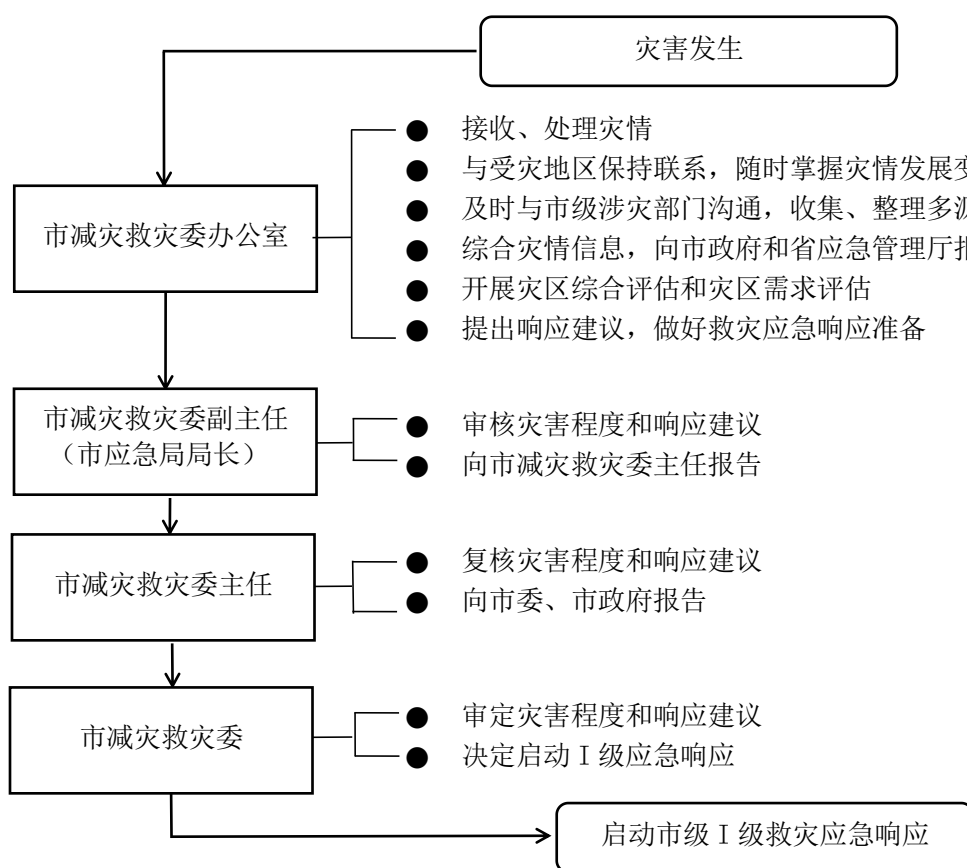 灾害发生
● 接收、处理灾情
● 与受灾地区保持联系，随时掌握灾情发展变
● 及时与市级涉灾部门沟通，收集、整理多源
● 综合灾情信息，向市政府和省应急管理厅报
● 开展灾区综合评估和灾区需求评估
● 提出响应建议，做好救灾应急响应准备
市减灾救灾委办公室
市减灾救灾委副主任
（市应急局局长）
● 审核灾害程度和响应建议
● 向市减灾救灾委主任报告
市减灾救灾委主任
● 复核灾害程度和响应建议
● 向市委、市政府报告
市减灾救灾委
● 审定灾害程度和响应建议
● 决定启动Ⅰ级应急响应
启动市级Ⅰ级救灾应急响应